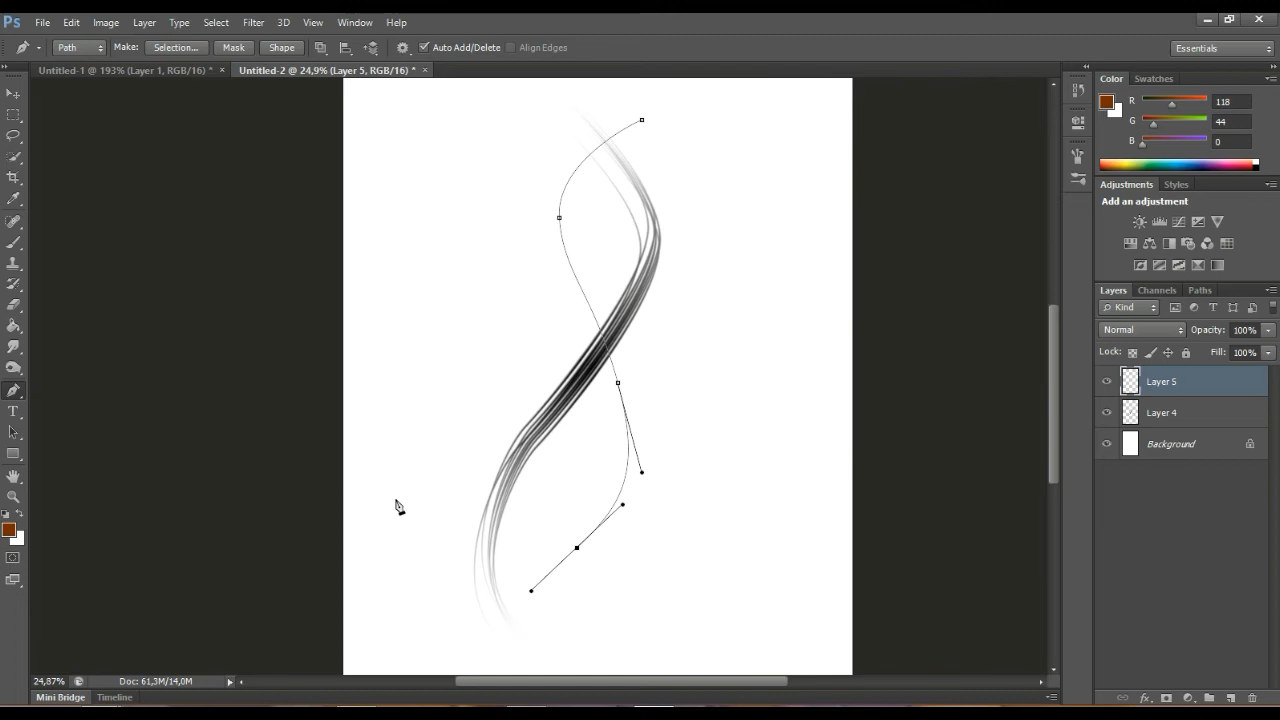 Ps File Edit Image Layer Type Select Filter 3D View Window Help
Path Make: Selection... Mask Shape Auto Add/Delete Align Edges Essentials
Untitled-1 @ 193% (Layer 1, RGB/16) * × Untitled-2 @ 24,9% (Layer 5, RGB/16) * ×
Color Swatches
R 118
G 44
B 0
Adjustments Styles
Add an adjustment
Layers Channels Paths
Kind
Normal Opacity: 100%
Lock: Fill: 100%
Layer 5
Layer 4
Background
24,87% Doc: 61,3M/14,0M
fx
Mini Bridge Timeline